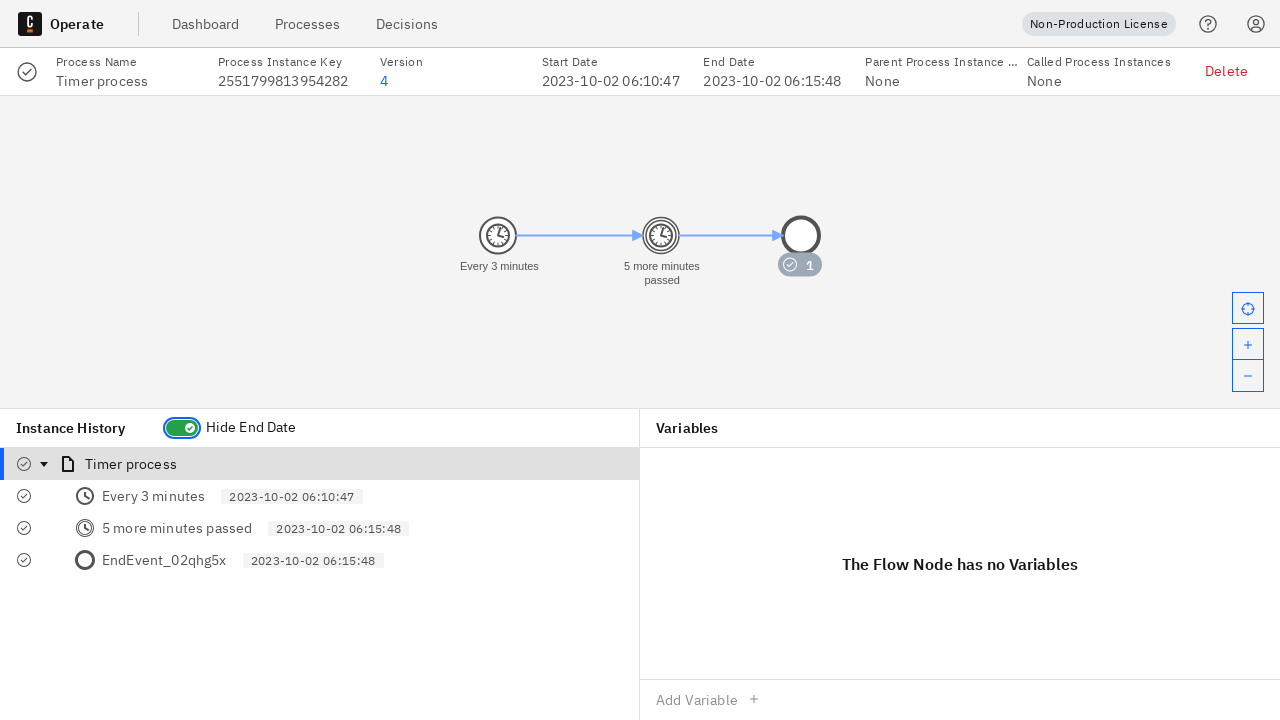 Operate
Dashboard
Processes
Decisions
Non-Production License
Process Name
Timer process
Process Instance Key
2551799813954282
Version
4
Start Date
2023-10-02 06:10:47
End Date
2023-10-02 06:15:48
Parent Process Instance ...
None
Called Process Instances
None
Delete
Every 3 minutes
5 more minutes
passed
1
Instance History
Hide End Date
Variables
Timer process
Every 3 minutes 2023-10-02 06:10:47
5 more minutes passed 2023-10-02 06:15:48
EndEvent_02qhg5x 2023-10-02 06:15:48
The Flow Node has no Variables
Add Variable +